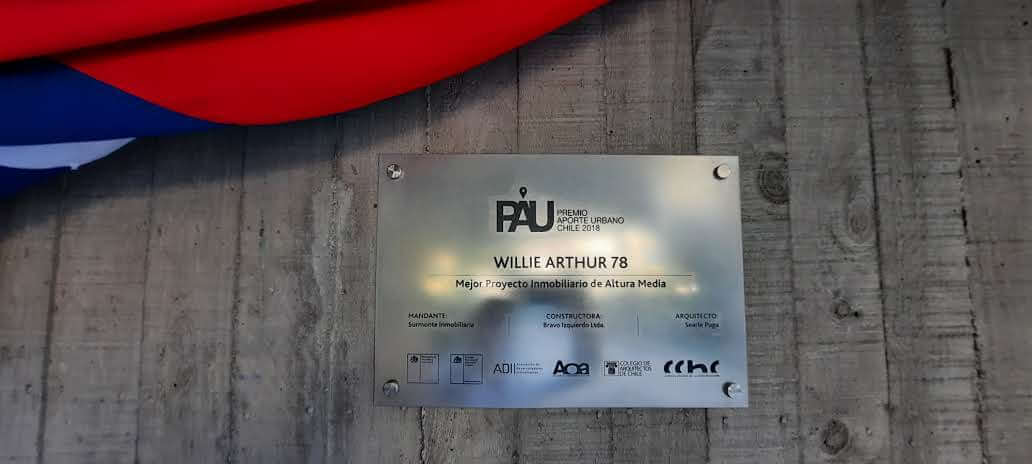 PAU
PREMIO
APORTE URBANO
CHILE 2018
WILLIE ARTHUR 78
Mejor Proyecto Inmobiliario de Altura Media
MANDANTE:
Surmonte Inmobiliaria
CONSTRUCTORA:
Bravo Izquierdo Ltda.
ARQUITECTO:
Searle Puga
ADI
AOA
COLEGIO DE
ARQUITECTOS
DE CHILE
cchc